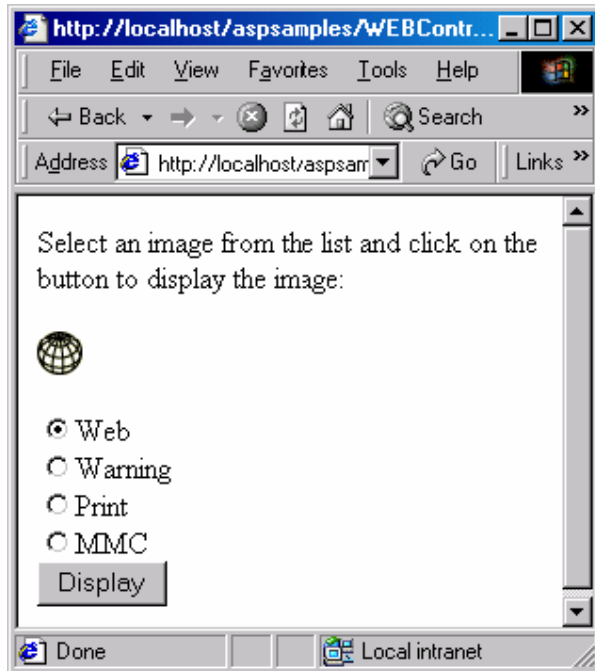 http://localhost/aspsamples/WEBContr...
File Edit View Favorites Tools Help
Back Search »
Address http://localhost/aspsam Go Links »
Select an image from the list and click on the
button to display the image:
Web
Warning
Print
MMC
Display
Done Local intranet